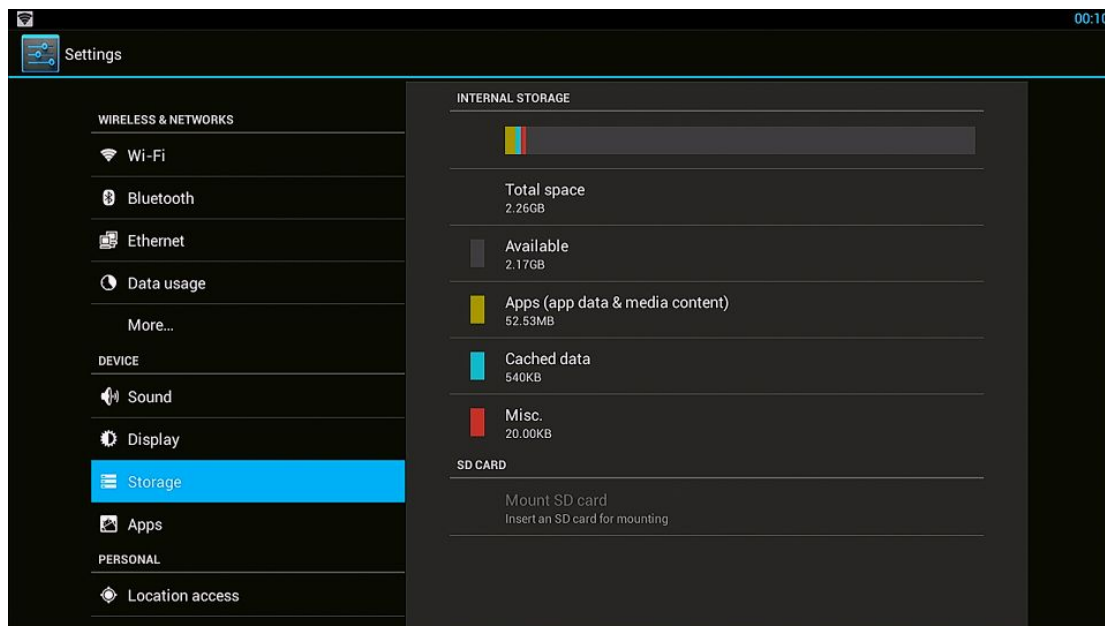 00:10
Settings
WIRELESS & NETWORKS
Wi-Fi
Bluetooth
Ethernet
Data usage
More...
DEVICE
Sound
Display
Storage
Apps
PERSONAL
Location access
INTERNAL STORAGE
Total space
2.26GB
Available
2.17GB
Apps (app data & media content)
52.53MB
Cached data
540KB
Misc.
20.00KB
SD CARD
Mount SD card
Insert an SD card for mounting